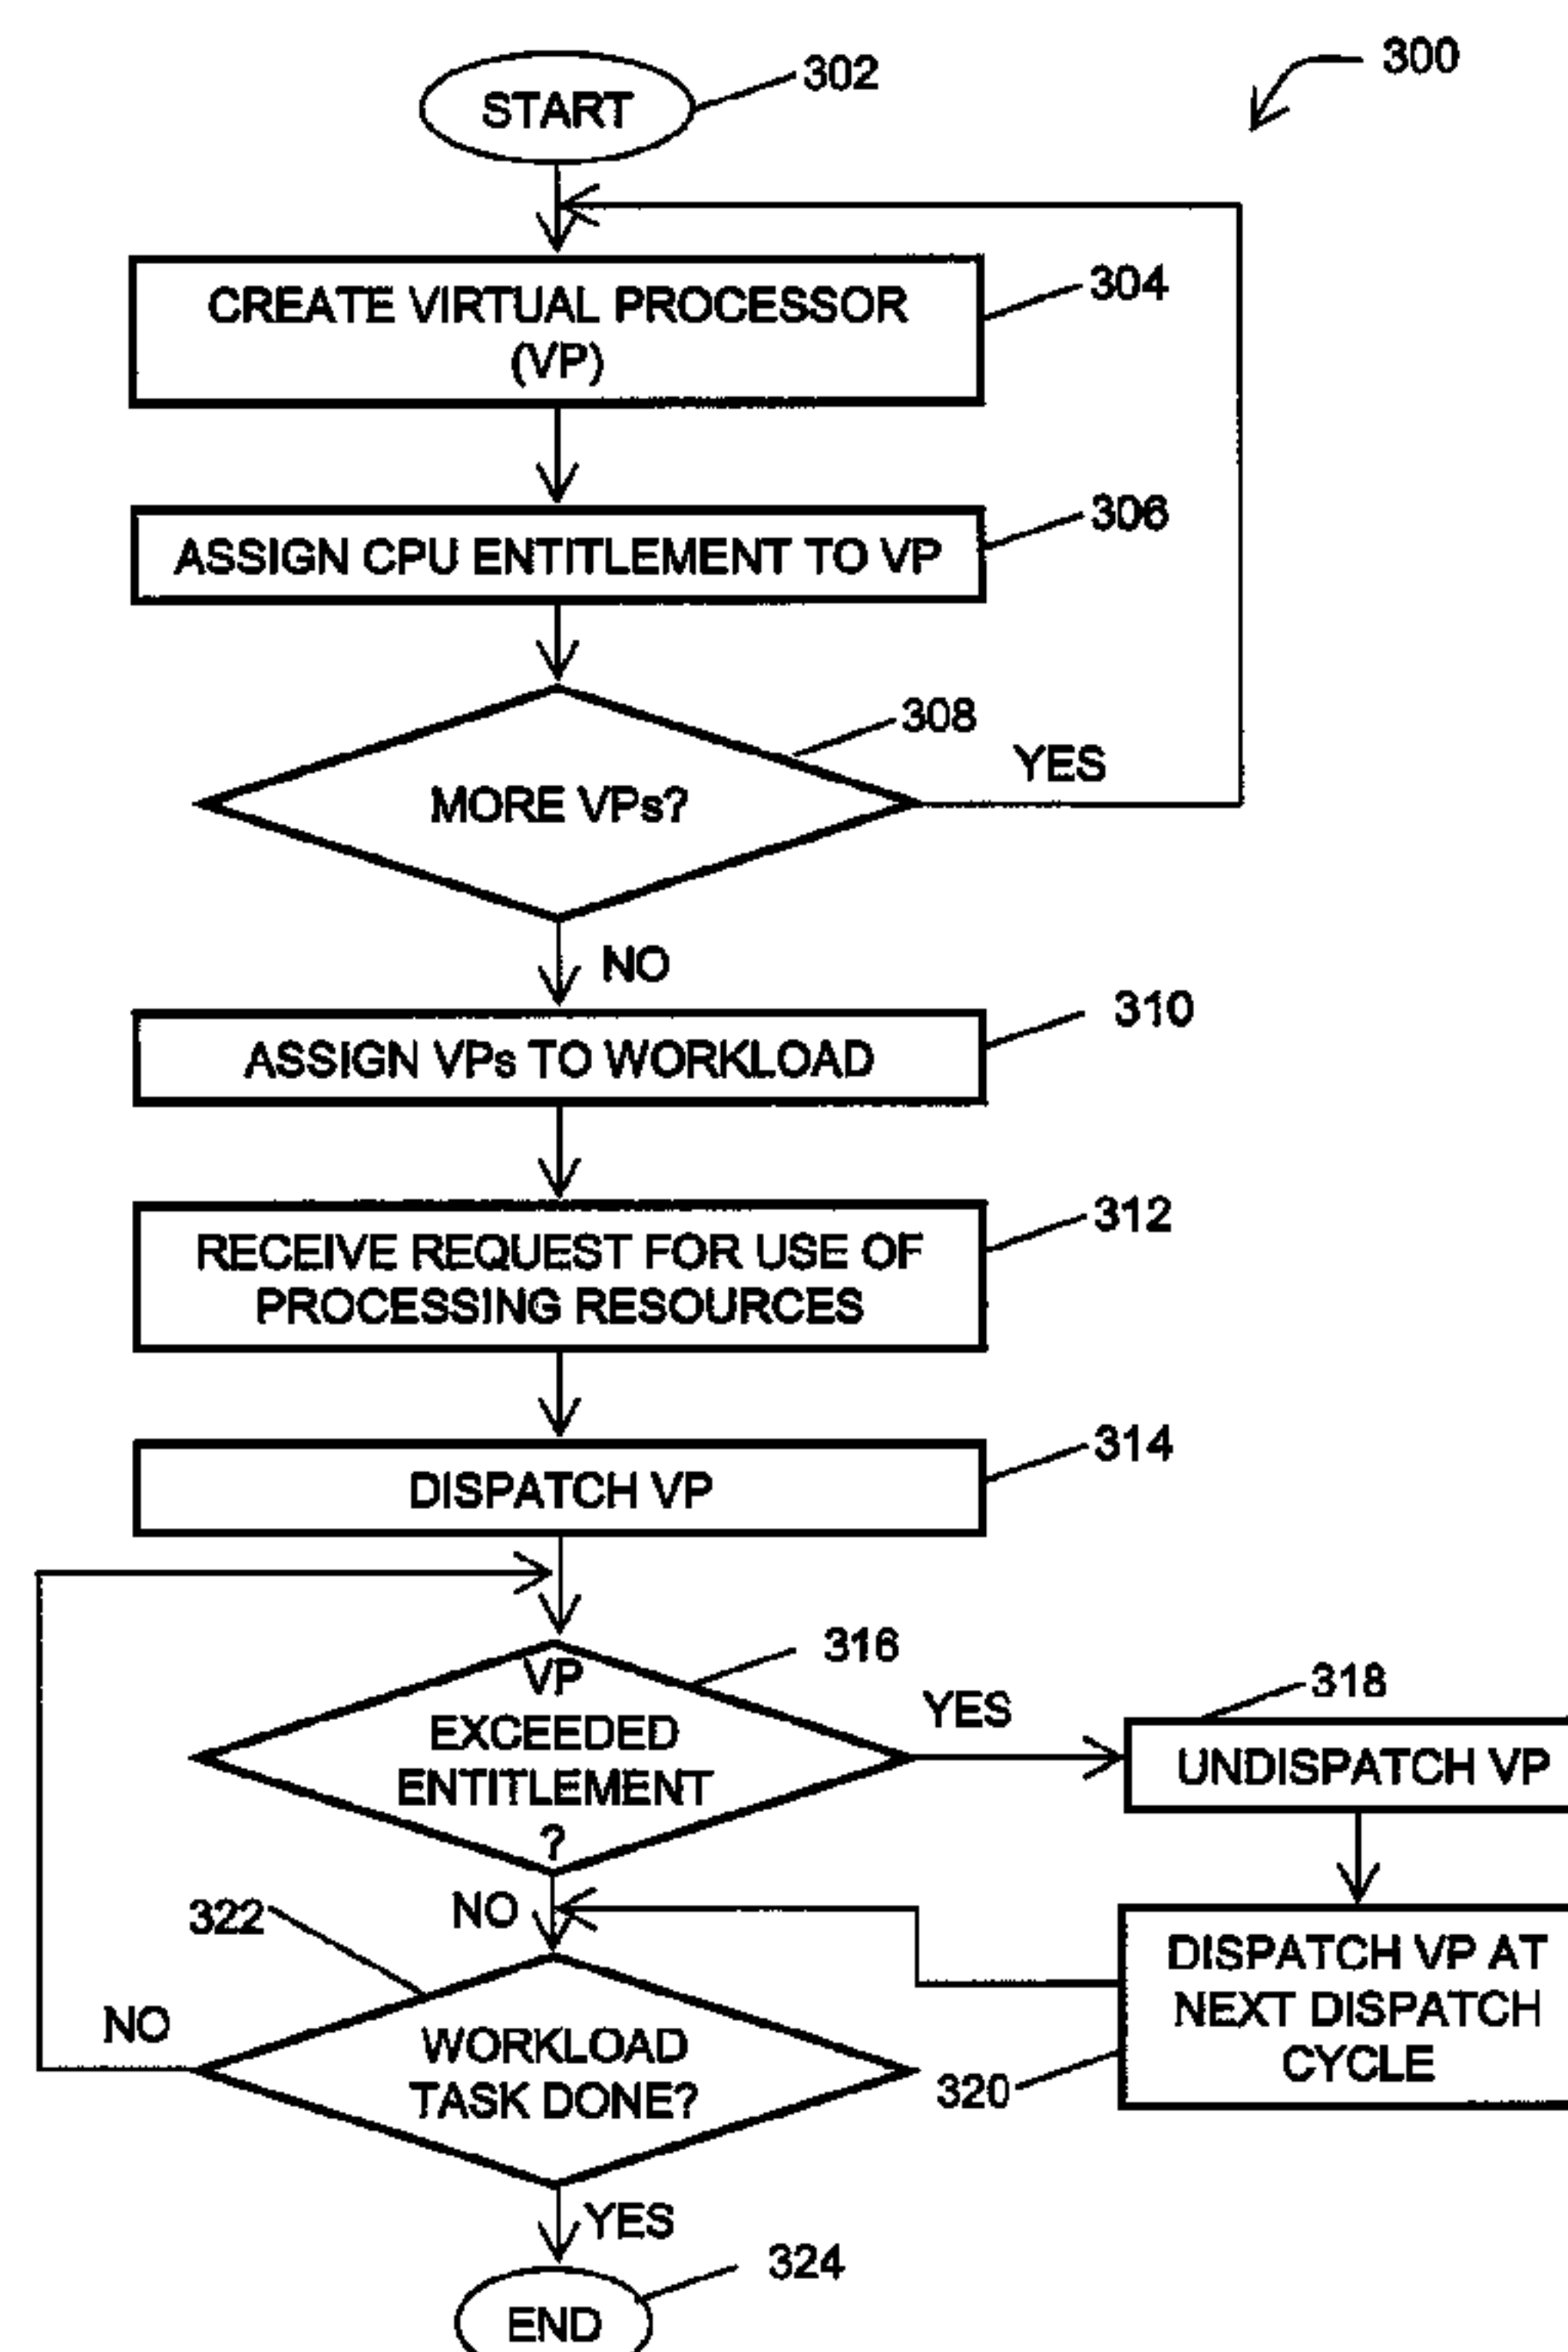 300
START
302
CREATE VIRTUAL PROCESSOR
(VP)
304
ASSIGN CPU ENTITLEMENT TO VP
306
MORE VPs?
308
YES
NO
ASSIGN VPs TO WORKLOAD
310
RECEIVE REQUEST FOR USE OF
PROCESSING RESOURCES
312
DISPATCH VP
314
VP
EXCEEDED
ENTITLEMENT
?
316
YES
318
UNDISPATCH VP
NO
DISPATCH VP AT
NEXT DISPATCH
CYCLE
320
322
NO
WORKLOAD
TASK DONE?
YES
324
END